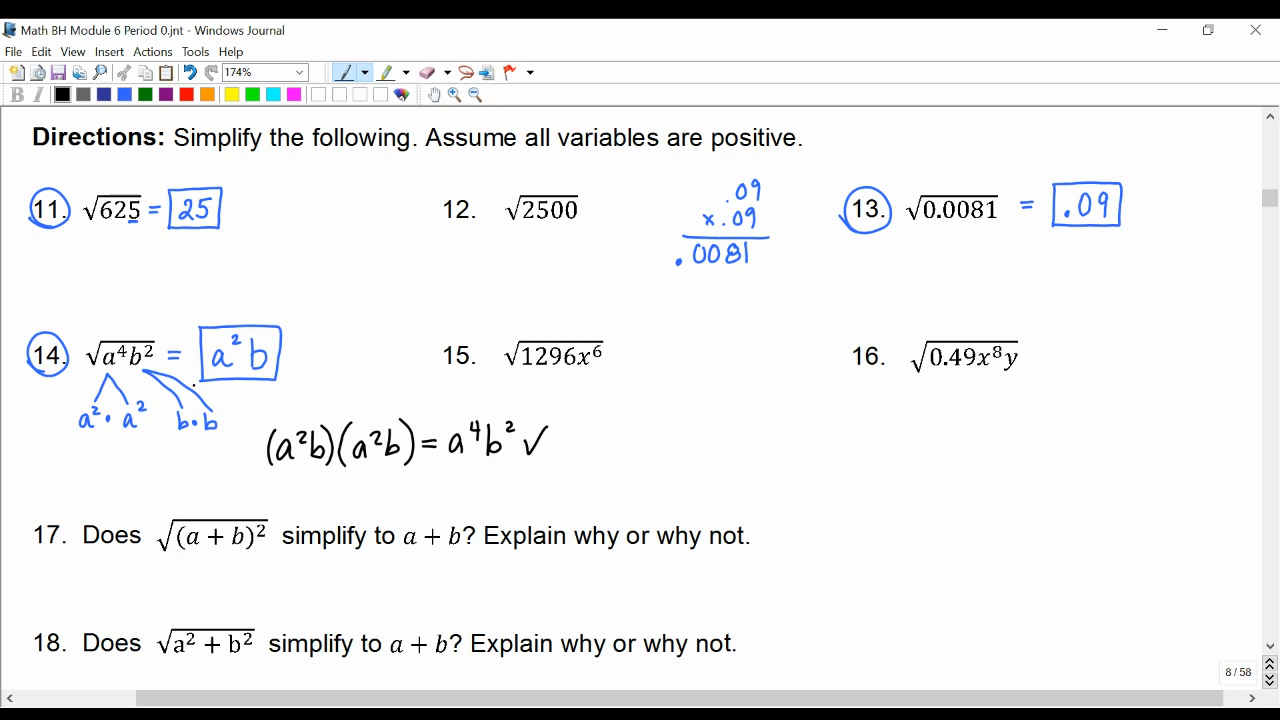 Math BH Module 6 Period 0.jnt - Windows Journal
File Edit View Insert Actions Tools Help
174%
B I
Directions: Simplify the following. Assume all variables are positive.
11. √625 = 25
12. √2500
.09
x .09
.0081
13. √0.0081 = .09
14. √a⁴b² = a²b
a² • a² b • b
15. √1296x⁶
16. √0.49x⁸y
(a²b)(a²b) = a⁴b² ✓
17. Does √(a + b)² simplify to a + b? Explain why or why not.
18. Does √a² + b² simplify to a + b? Explain why or why not.
8 / 58